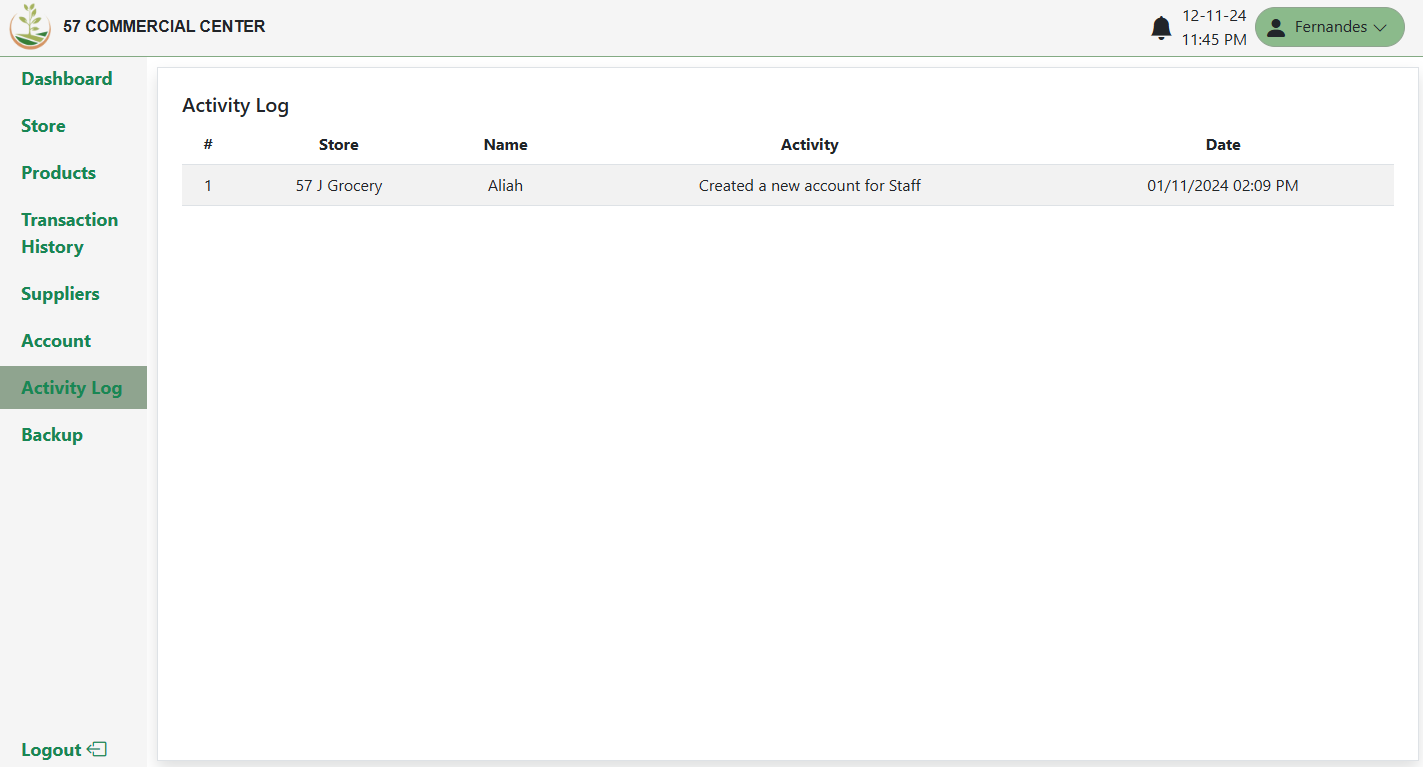 57 COMMERCIAL CENTER
12-11-24
11:45 PM
Fernandes
Dashboard
Store
Products
Transaction
History
Suppliers
Account
Activity Log
Backup
Logout
Activity Log
# Store Name Activity Date
1 57 J Grocery Aliah Created a new account for Staff 01/11/2024 02:09 PM